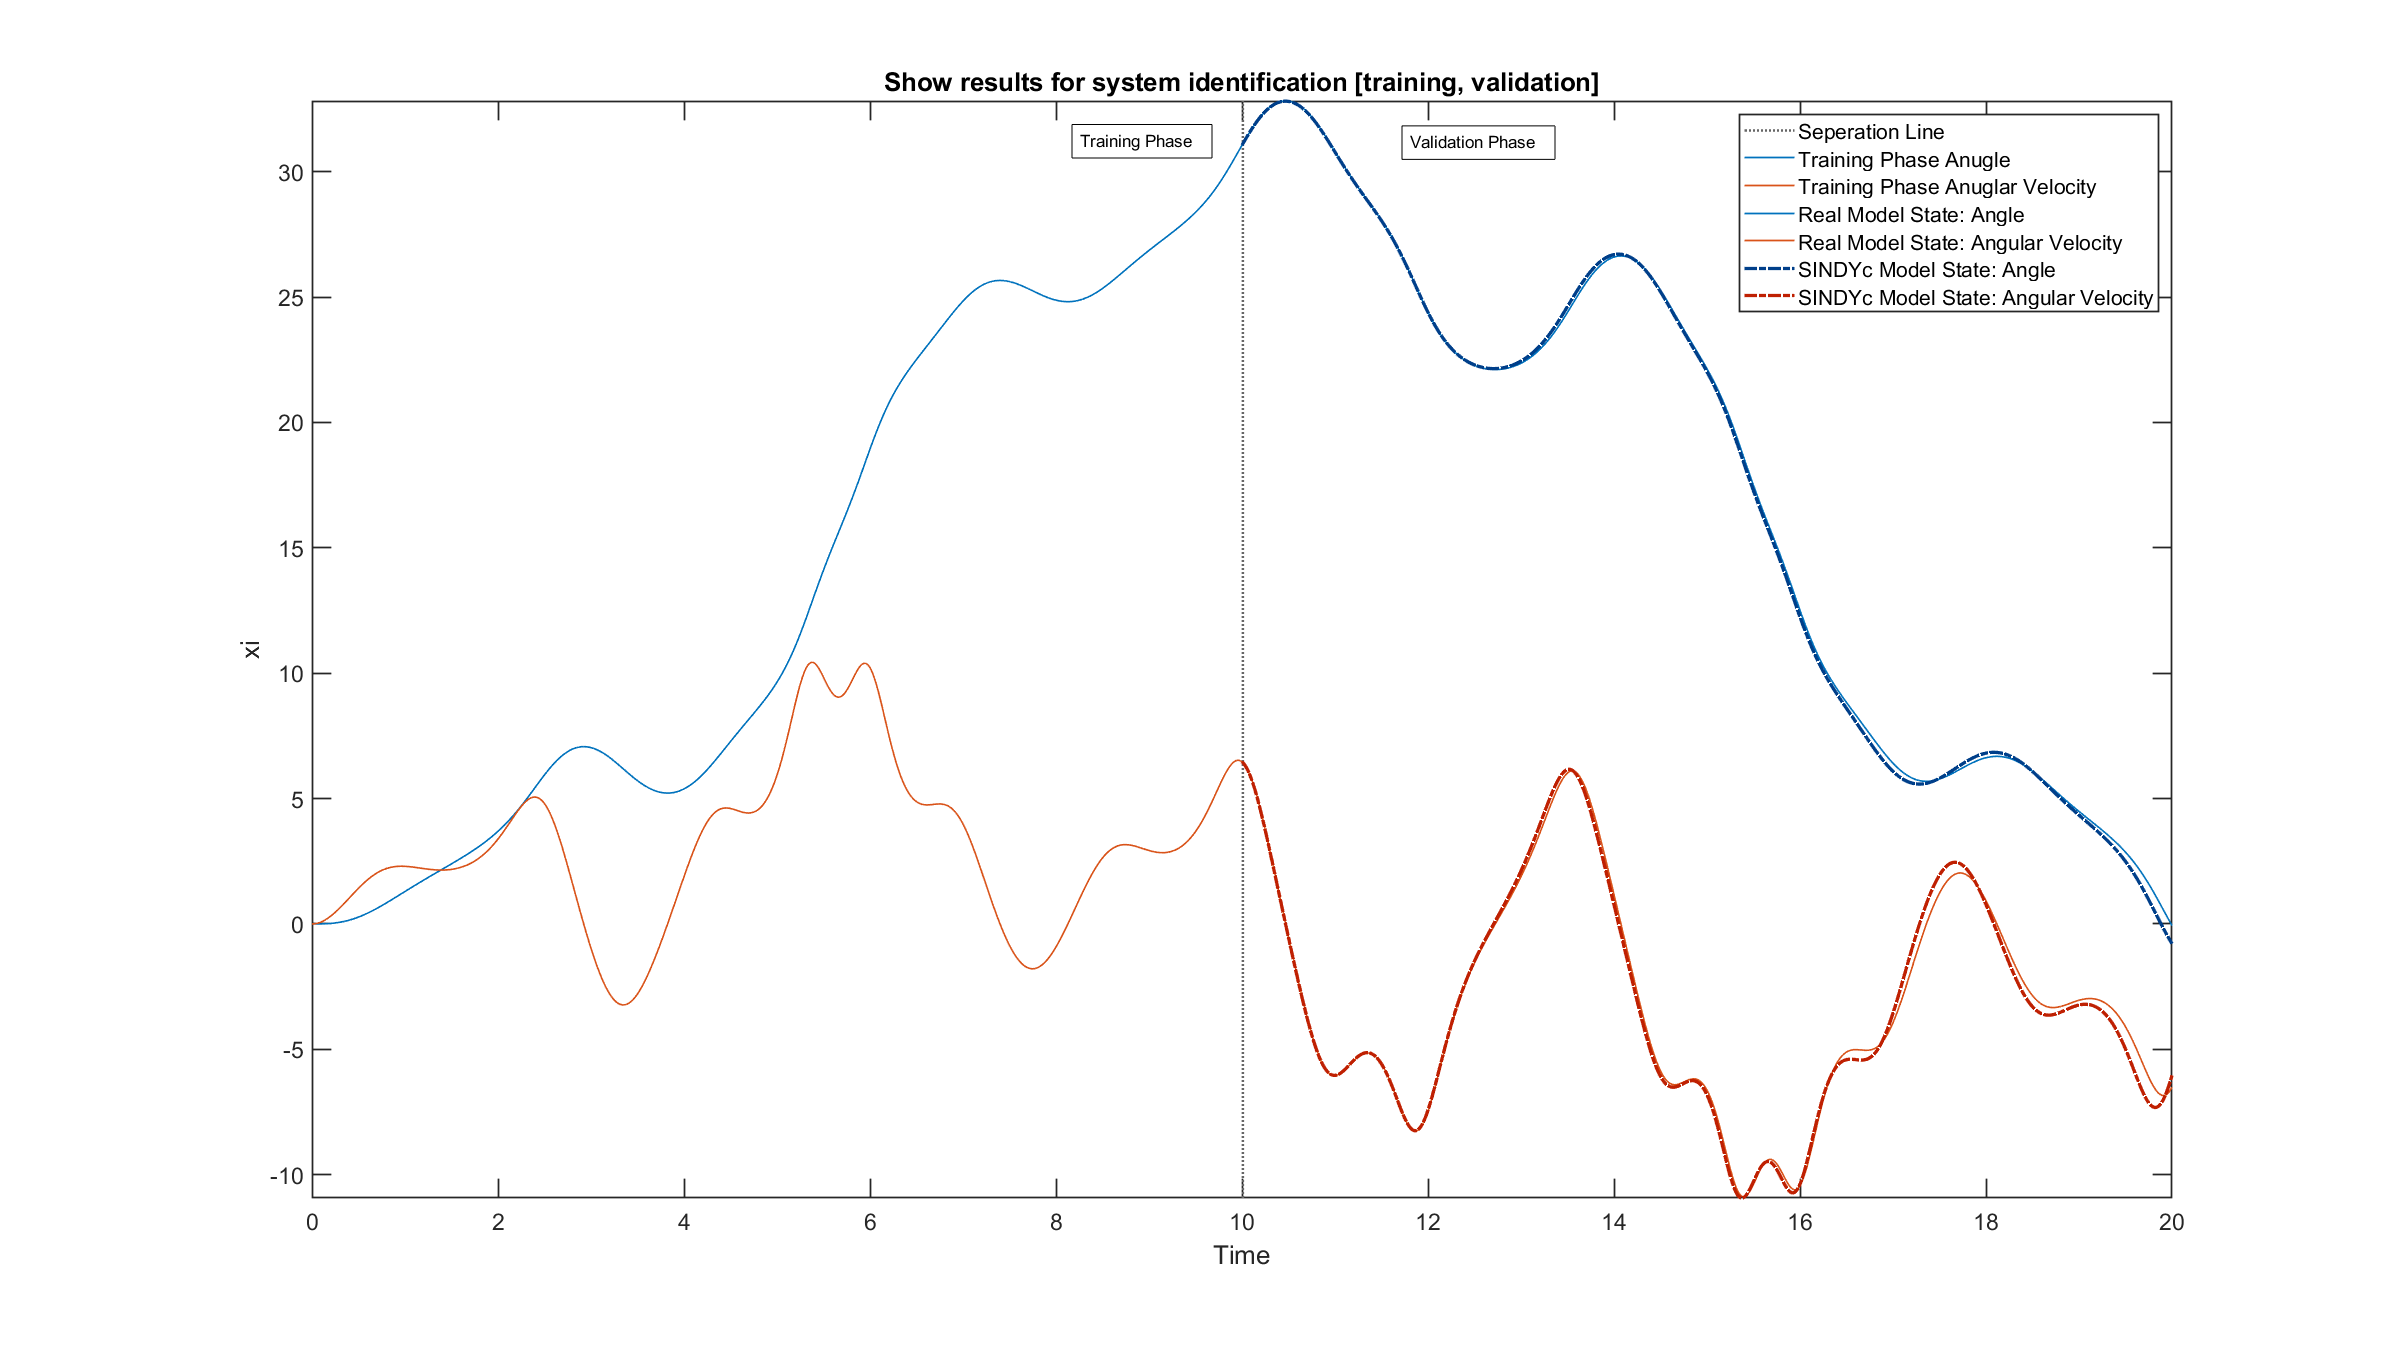 Show results for system identification [training, validation]
Training Phase
Validation Phase
Seperation Line
Training Phase Anugle
Training Phase Anuglar Velocity
Real Model State: Angle
Real Model State: Angular Velocity
SINDYc Model State: Angle
SINDYc Model State: Angular Velocity
30
25
20
15
10
5
0
-5
-10
xi
0 2 4 6 8 10 12 14 16 18 20
Time